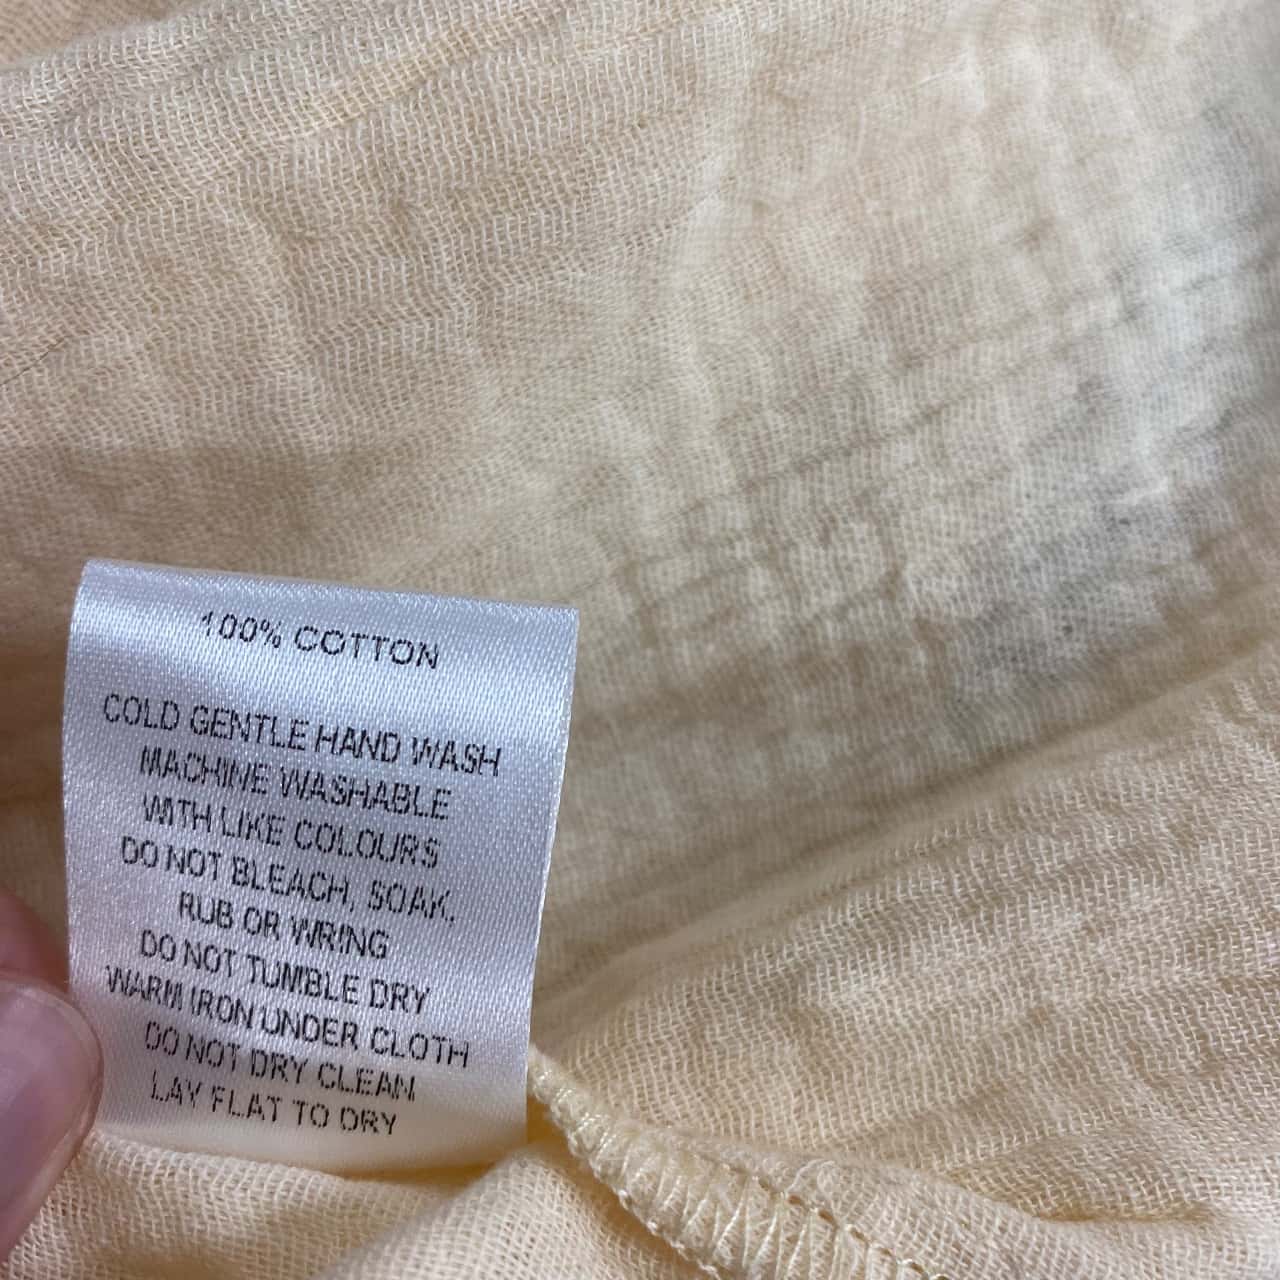 100% COTTON
COLD GENTLE HAND WASH
MACHINE WASHABLE
WITH LIKE COLOURS
DO NOT BLEACH, SOAK,
RUB OR WRING
DO NOT TUMBLE DRY
WARM IRON UNDER CLOTH
DO NOT DRY CLEAN
LAY FLAT TO DRY